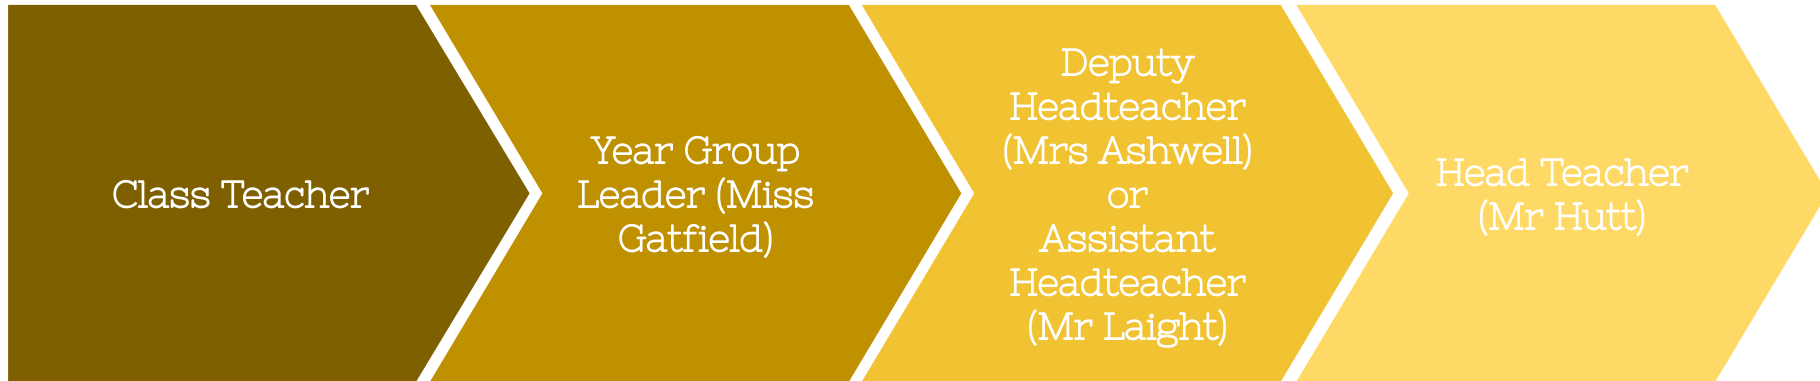 Class Teacher
Year Group
Leader (Miss
Gatfield)
Deputy
Headteacher
(Mrs Ashwell)
or
Assistant
Headteacher
(Mr Laight)
Head Teacher
(Mr Hutt)